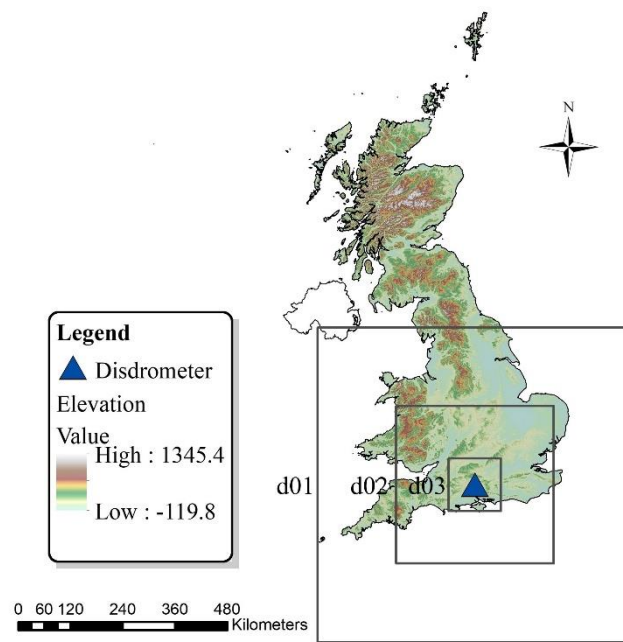 N
Legend
Disdrometer
Elevation
Value
High : 1345.4
Low : -119.8
d01 d02 d03
0 60 120 240 360 480
Kilometers